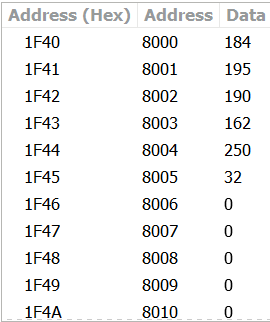 Address (Hex) Address Data
1F40 8000 184
1F41 8001 195
1F42 8002 190
1F43 8003 162
1F44 8004 250
1F45 8005 32
1F46 8006 0
1F47 8007 0
1F48 8008 0
1F49 8009 0
1F4A 8010 0